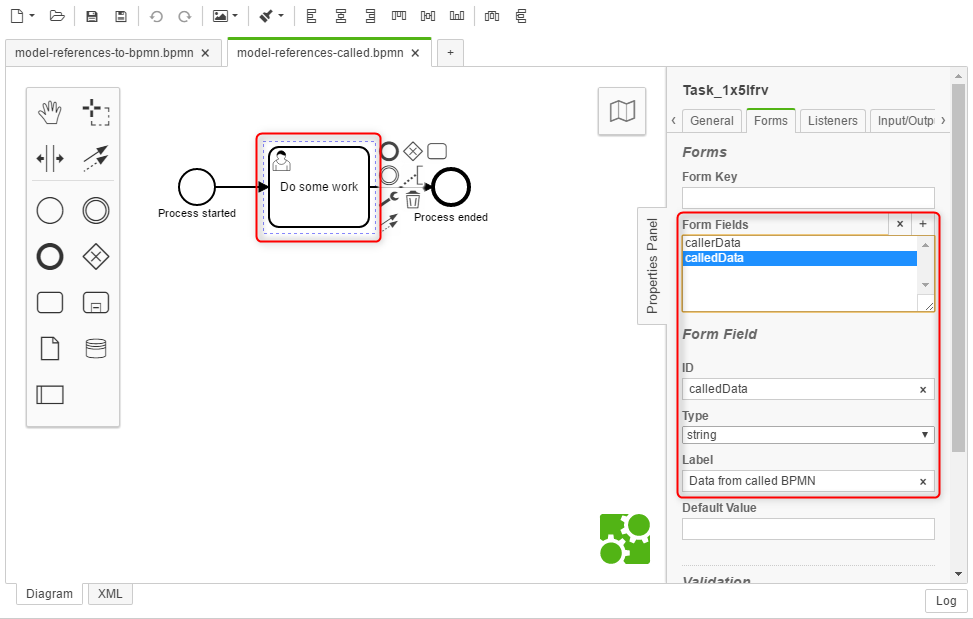 model-references-to-bpmn.bpmn ×
model-references-called.bpmn ×
+
Task_1x5lfrv
General
Forms
Listeners
Input/Outp
Forms
Form Key
Form Fields
× +
callerData
calledData
Form Field
ID
calledData ×
Type
string
Label
Data from called BPMN ×
Default Value
Validation
Properties Panel
Do some work
Process started
Process ended
Diagram
XML
Log